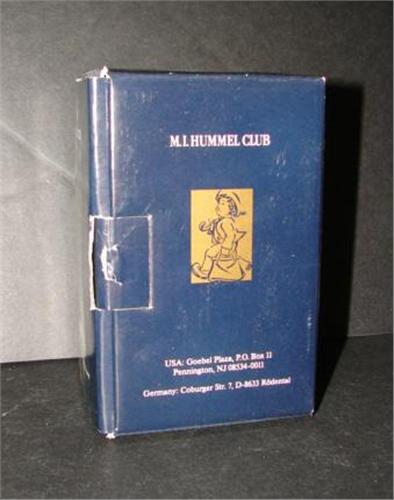 M.I. HUMMEL CLUB
USA: Goebel Plaza, P.O. Box 11
Pennington, NJ 08534-0011
Germany: Coburger Str. 7, D-8633 Rödental